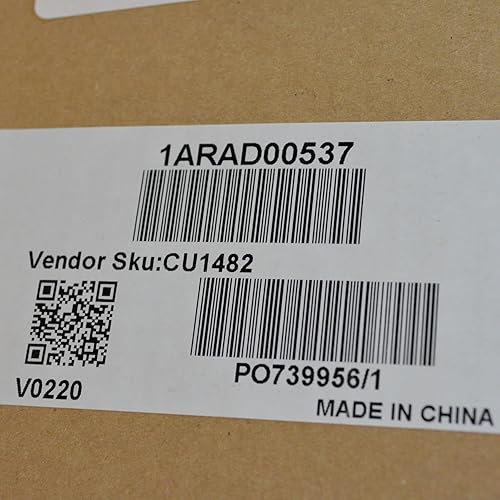 1ARAD00537
Vendor Sku:CU1482
PO739956/1
V0220
MADE IN CHINA